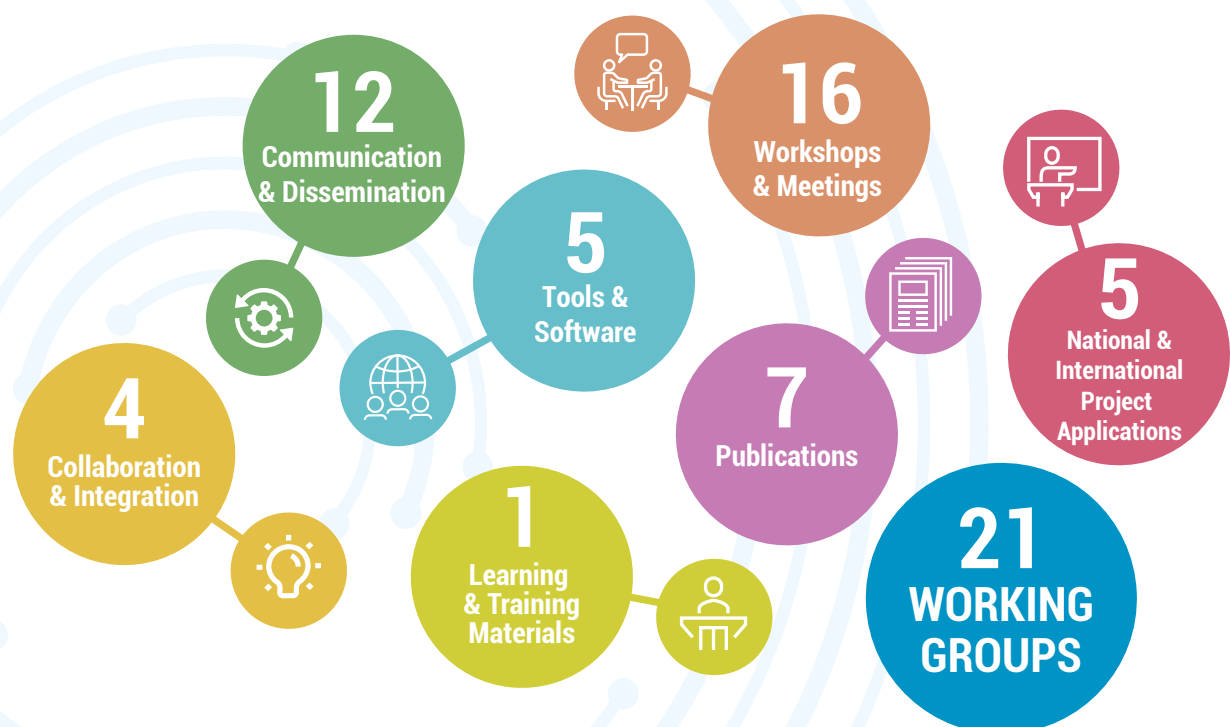 12
Communication
& Dissemination
16
Workshops
& Meetings
5
Tools &
Software
5
National &
International
Project
Applications
4
Collaboration
& Integration
7
Publications
1
Learning
& Training
Materials
21
WORKING
GROUPS